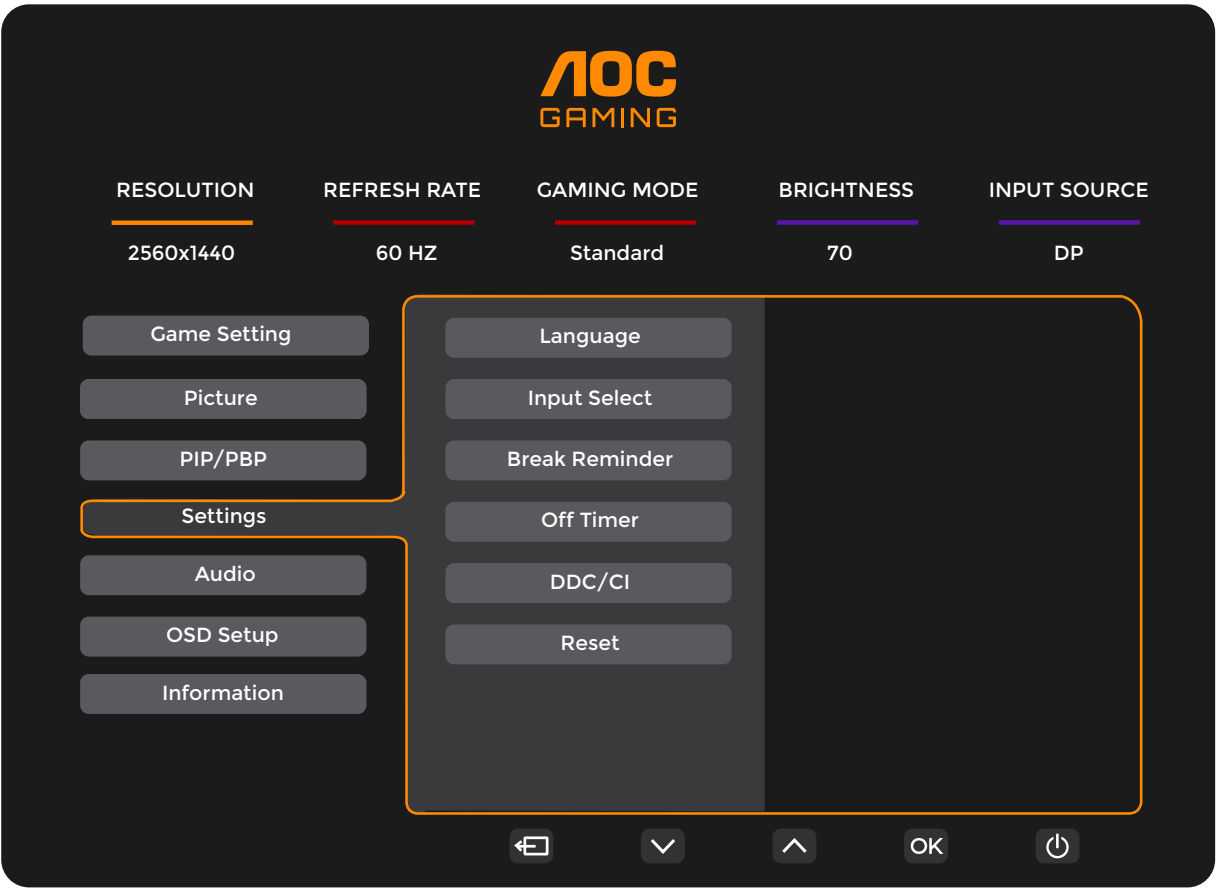 AOC
GAMING
RESOLUTION REFRESH RATE GAMING MODE BRIGHTNESS INPUT SOURCE
2560x1440 60 HZ Standard 70 DP
Game Setting
Picture
PIP/PBP
Settings
Audio
OSD Setup
Information
Language
Input Select
Break Reminder
Off Timer
DDC/CI
Reset
OK